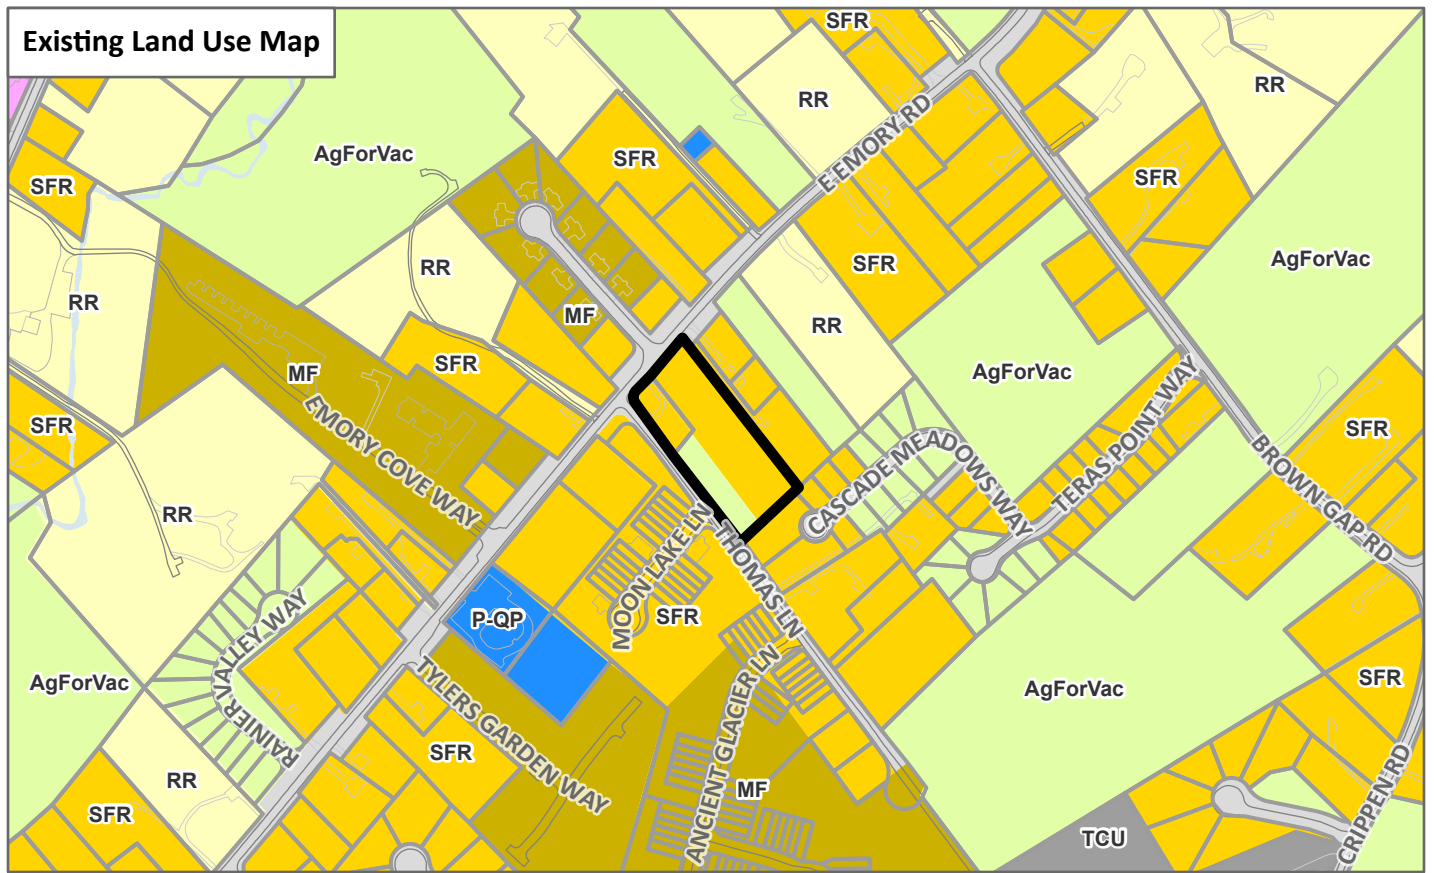 Existing Land Use Map
SFR
RR
RR
E EMORY RD
AgForVac
SFR
SFR
SFR
AgForVac
RR
SFR
RR
MF
RR
SFR
MF
AgForVac
TERAS POINT WAY
EMORY COVE WAY
SFR
SFR
CASCADE MEADOWS WAY
BROWN GAP RD
RR
MOON LAKE LN
THOMAS LN
P-QP
SFR
RAINIER VALLEY WAY
AgForVac
TYLERS GARDEN WAY
ANCIENT GLACIER LN
AgForVac
SFR
SFR
RR
MF
SFR
TCU
CRIPPEN RD